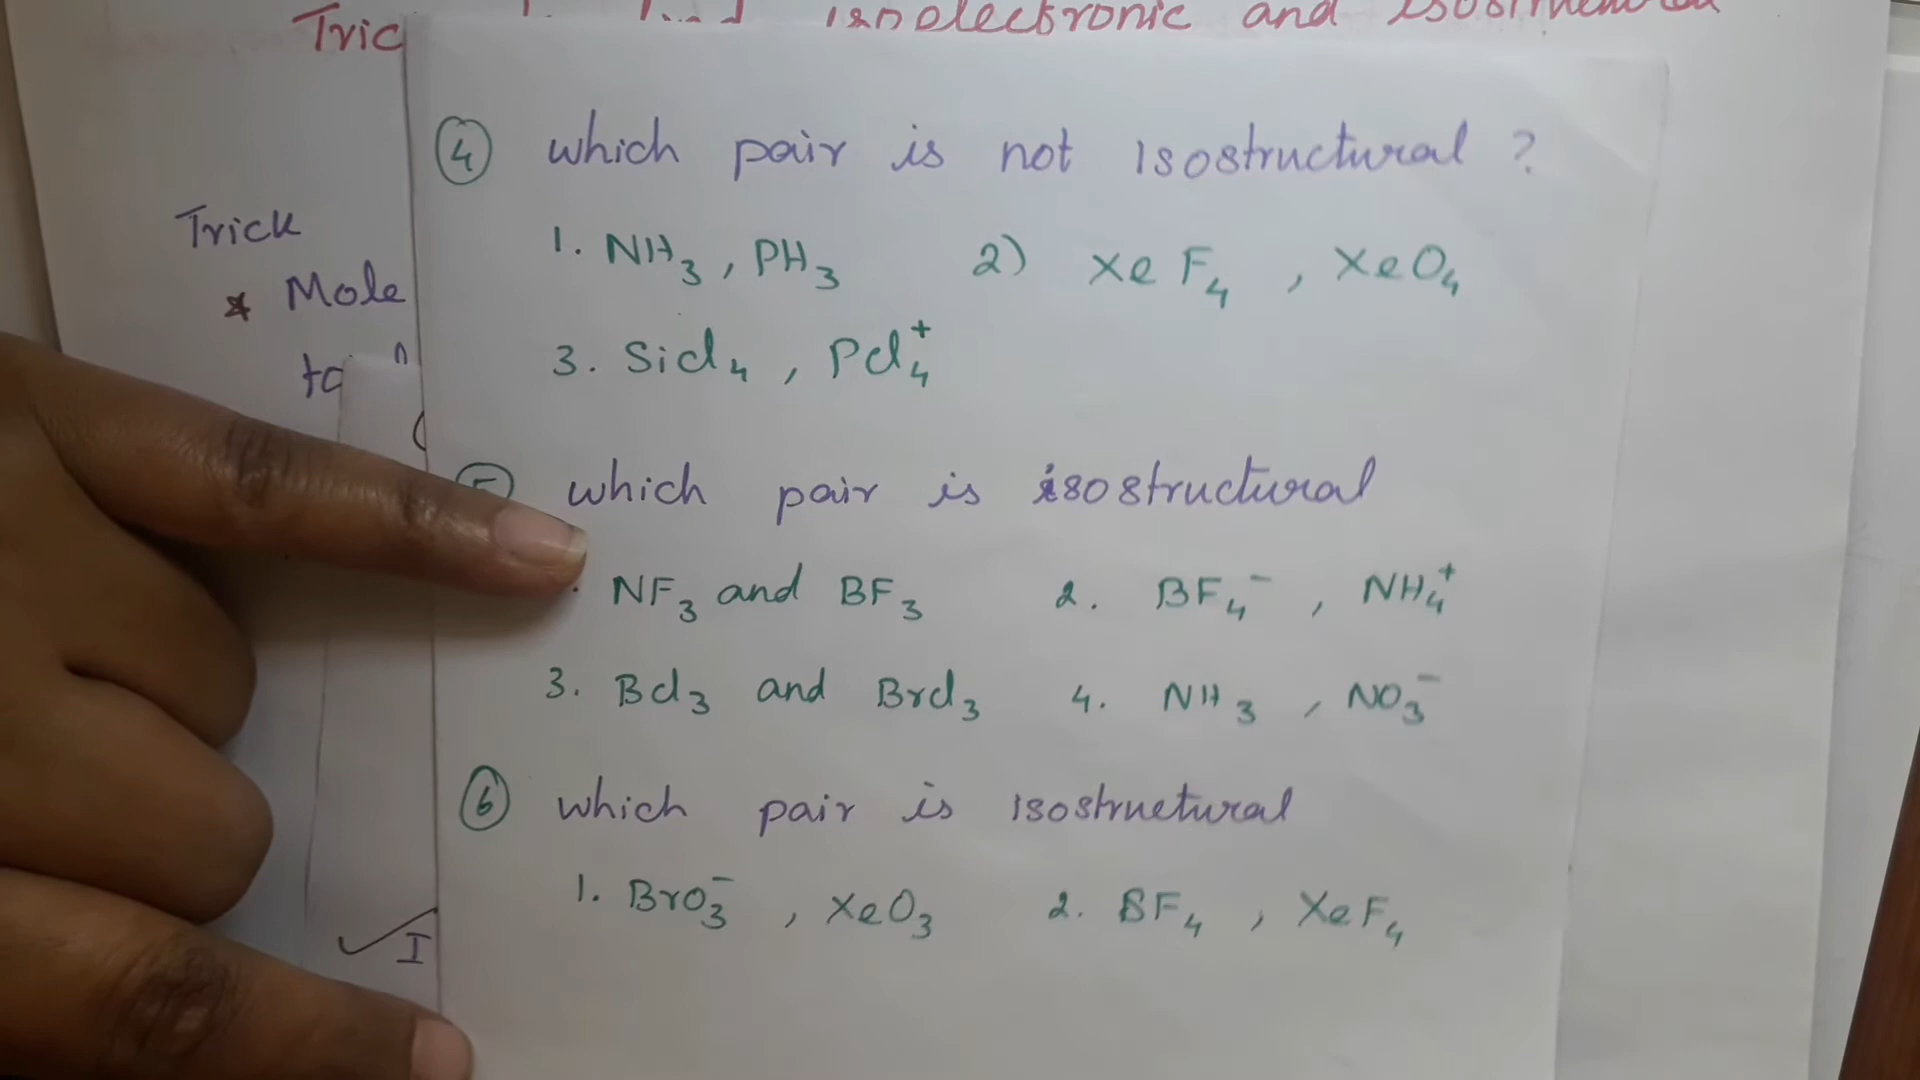 Tric isoelectronic and
④ which pair is not isostructural ?
Trick
1. NH₃ , PH₃ 2) XeF₄ , XeO₄
* Mole
3. SiCl₄ , PCl₄⁺
to
which pair is isostructural
. NF₃ and BF₃ 2. BF₄⁻ , NH₄⁺
3. BCl₃ and BrCl₃ 4. NH₃ , NO₃⁻
⑥ which pair is isostructural
1. BrO₃⁻ , XeO₃ 2. SF₄ , XeF₄
I